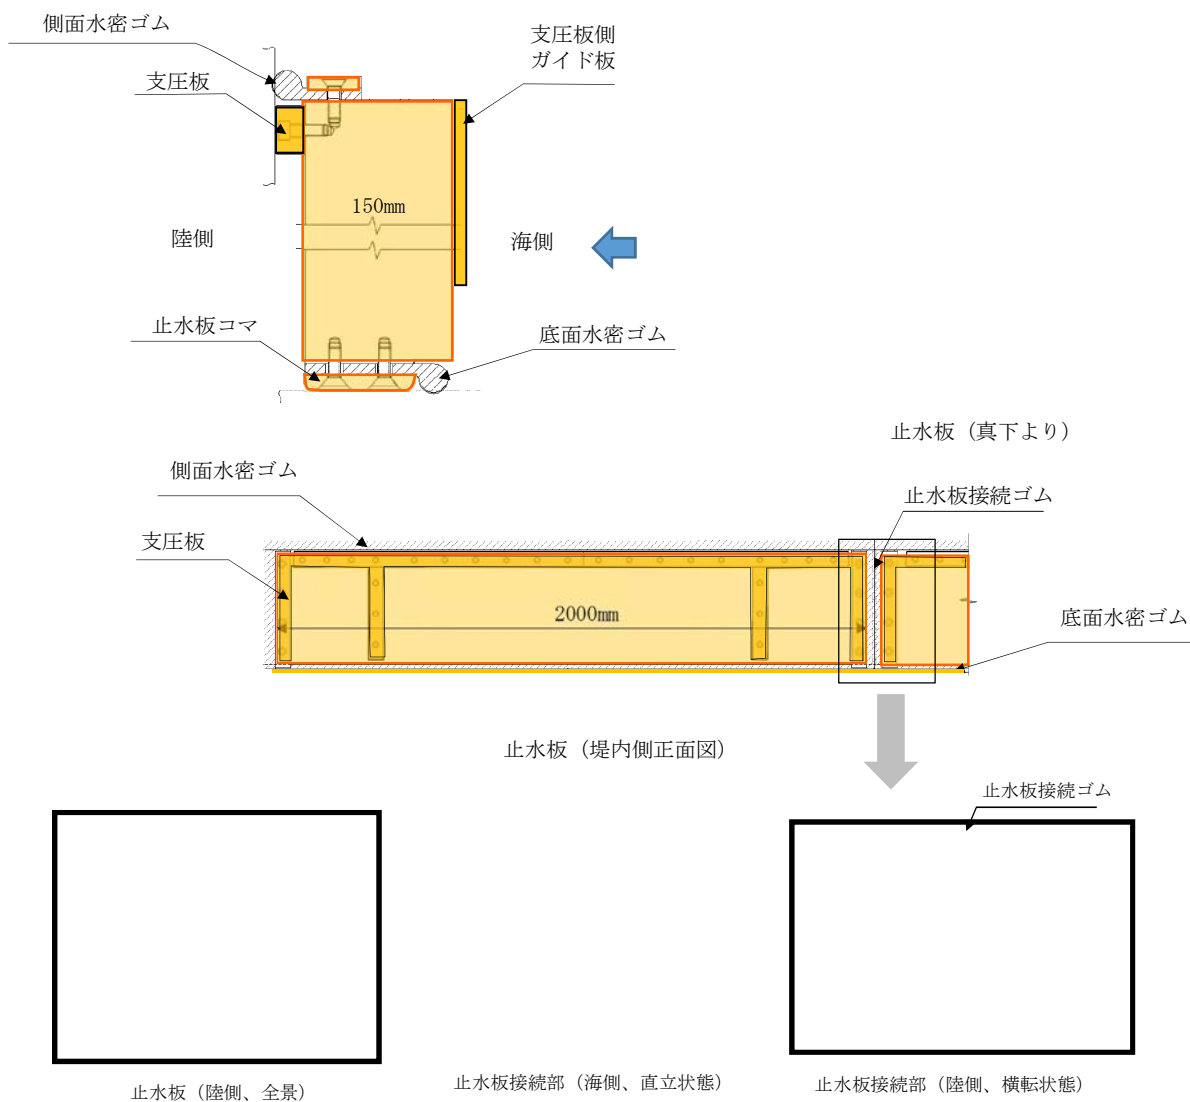 側面水密ゴム
支圧板側
ガイド板
支圧板
150mm
陸側
海側
止水板コマ
底面水密ゴム
止水板（真下より）
側面水密ゴム
止水板接続ゴム
支圧板
2000mm
底面水密ゴム
止水板（堤内側正面図）
止水板接続ゴム
止水板（陸側、全景）
止水板接続部（海側、直立状態）
止水板接続部（陸側、横転状態）